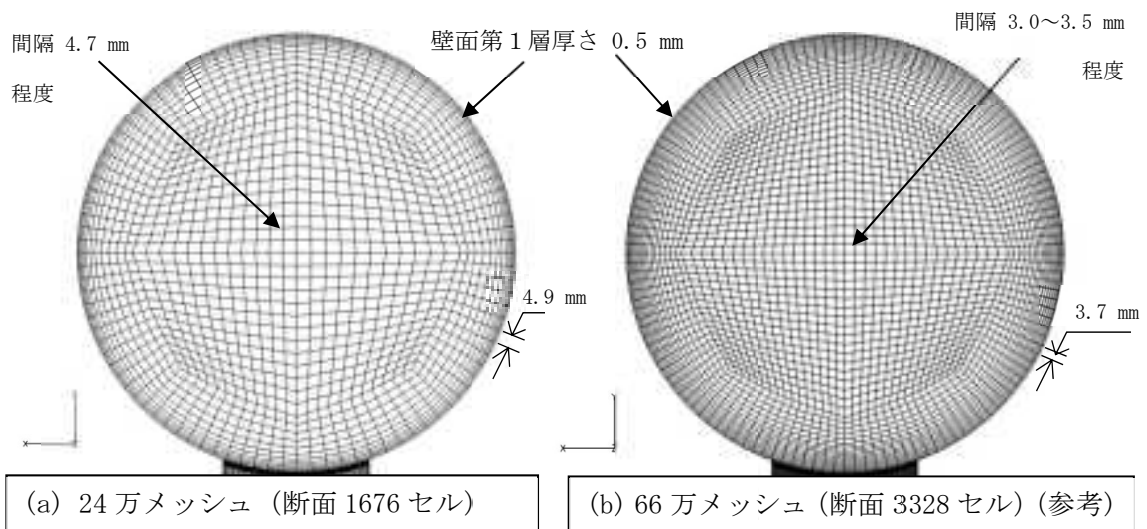 間隔 4.7 mm
程度
壁面第１層厚さ 0.5 mm
間隔 3.0～3.5 mm
程度
4.9 mm
3.7 mm
x
x
z
(a) 24 万メッシュ (断面 1676 セル)
(b) 66 万メッシュ (断面 3328 セル) (参考)